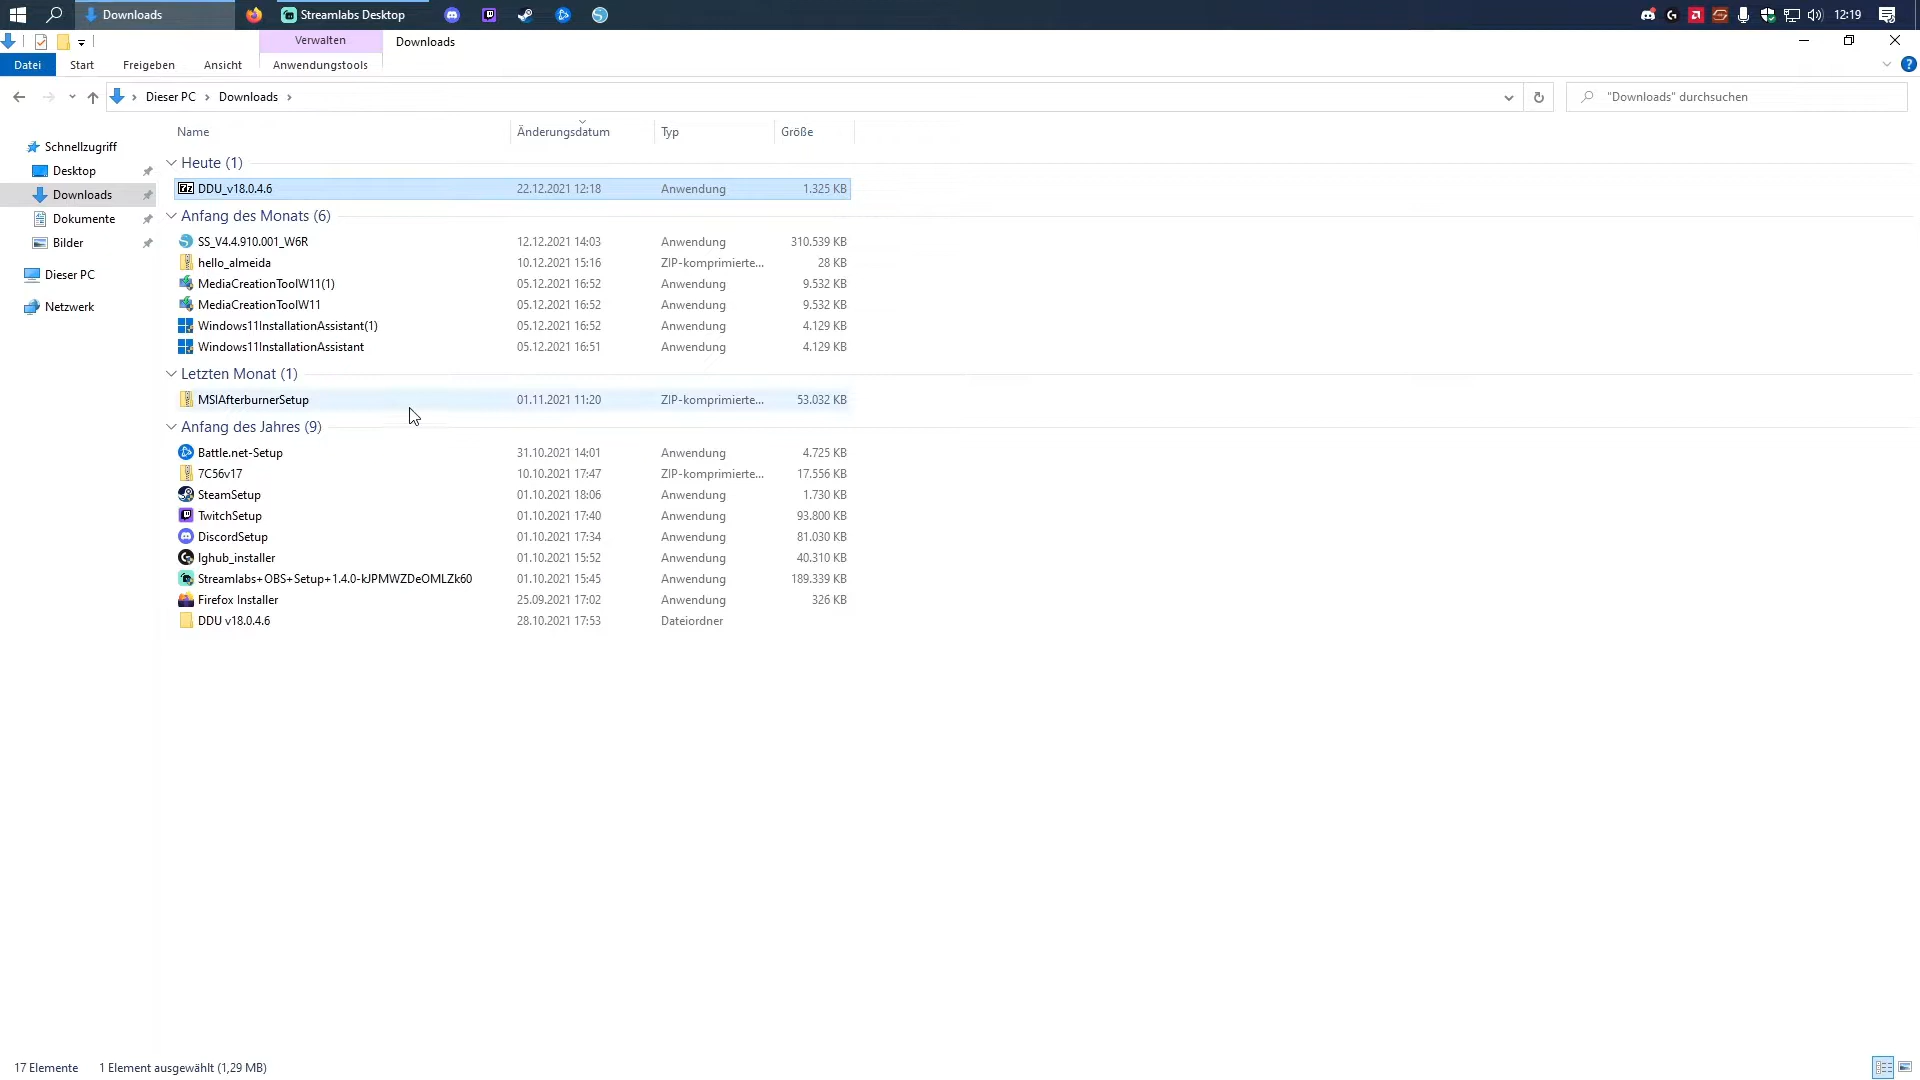 Downloads
Streamlabs Desktop
12:19
Verwalten
Downloads
Datei
Start
Freigeben
Ansicht
Anwendungstools
Dieser PC
Downloads
"Downloads" durchsuchen
Name
Änderungsdatum
Typ
Größe
Schnellzugriff
Desktop
Downloads
Dokumente
Bilder
Dieser PC
Netzwerk
Heute (1)
DDU_v18.0.4.6 22.12.2021 12:18 Anwendung 1.325 KB
Anfang des Monats (6)
SS_V4.4.910.001_W6R 12.12.2021 14:03 Anwendung 310.539 KB
hello_almeida 10.12.2021 15:16 ZIP-komprimierte... 28 KB
MediaCreationToolW11(1) 05.12.2021 16:52 Anwendung 9.532 KB
MediaCreationToolW11 05.12.2021 16:52 Anwendung 9.532 KB
Windows11InstallationAssistant(1) 05.12.2021 16:52 Anwendung 4.129 KB
Windows11InstallationAssistant 05.12.2021 16:51 Anwendung 4.129 KB
Letzten Monat (1)
MSIAfterburnerSetup 01.11.2021 11:20 ZIP-komprimierte... 53.032 KB
Anfang des Jahres (9)
Battle.net-Setup 31.10.2021 14:01 Anwendung 4.725 KB
7C56v17 10.10.2021 17:47 ZIP-komprimierte... 17.556 KB
SteamSetup 01.10.2021 18:06 Anwendung 1.730 KB
TwitchSetup 01.10.2021 17:40 Anwendung 93.800 KB
DiscordSetup 01.10.2021 17:34 Anwendung 81.030 KB
lghub_installer 01.10.2021 15:52 Anwendung 40.310 KB
Streamlabs+OBS+Setup+1.4.0-kJPMWZDeOMLZk60 01.10.2021 15:45 Anwendung 189.339 KB
Firefox Installer 25.09.2021 17:02 Anwendung 326 KB
DDU v18.0.4.6 28.10.2021 17:53 Dateiordner
17 Elemente
1 Element ausgewählt (1,29 MB)